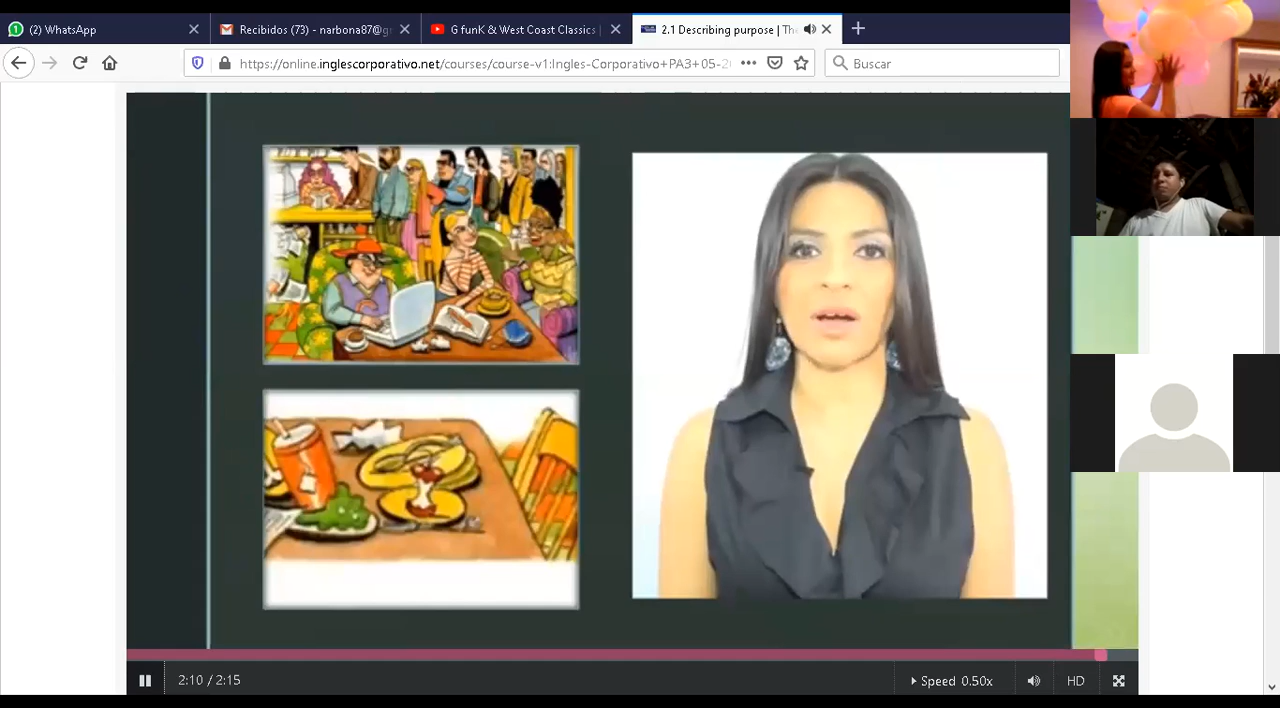 (2) WhatsApp
Recibidos (73) - narbona87@g
G funK & West Coast Classics |
2.1 Describing purpose | Th
https://online.inglescorporativo.net/courses/course-v1:Ingles-Corporativo+PA3+05-2
Buscar
2:10 / 2:15
Speed 0.50x
HD